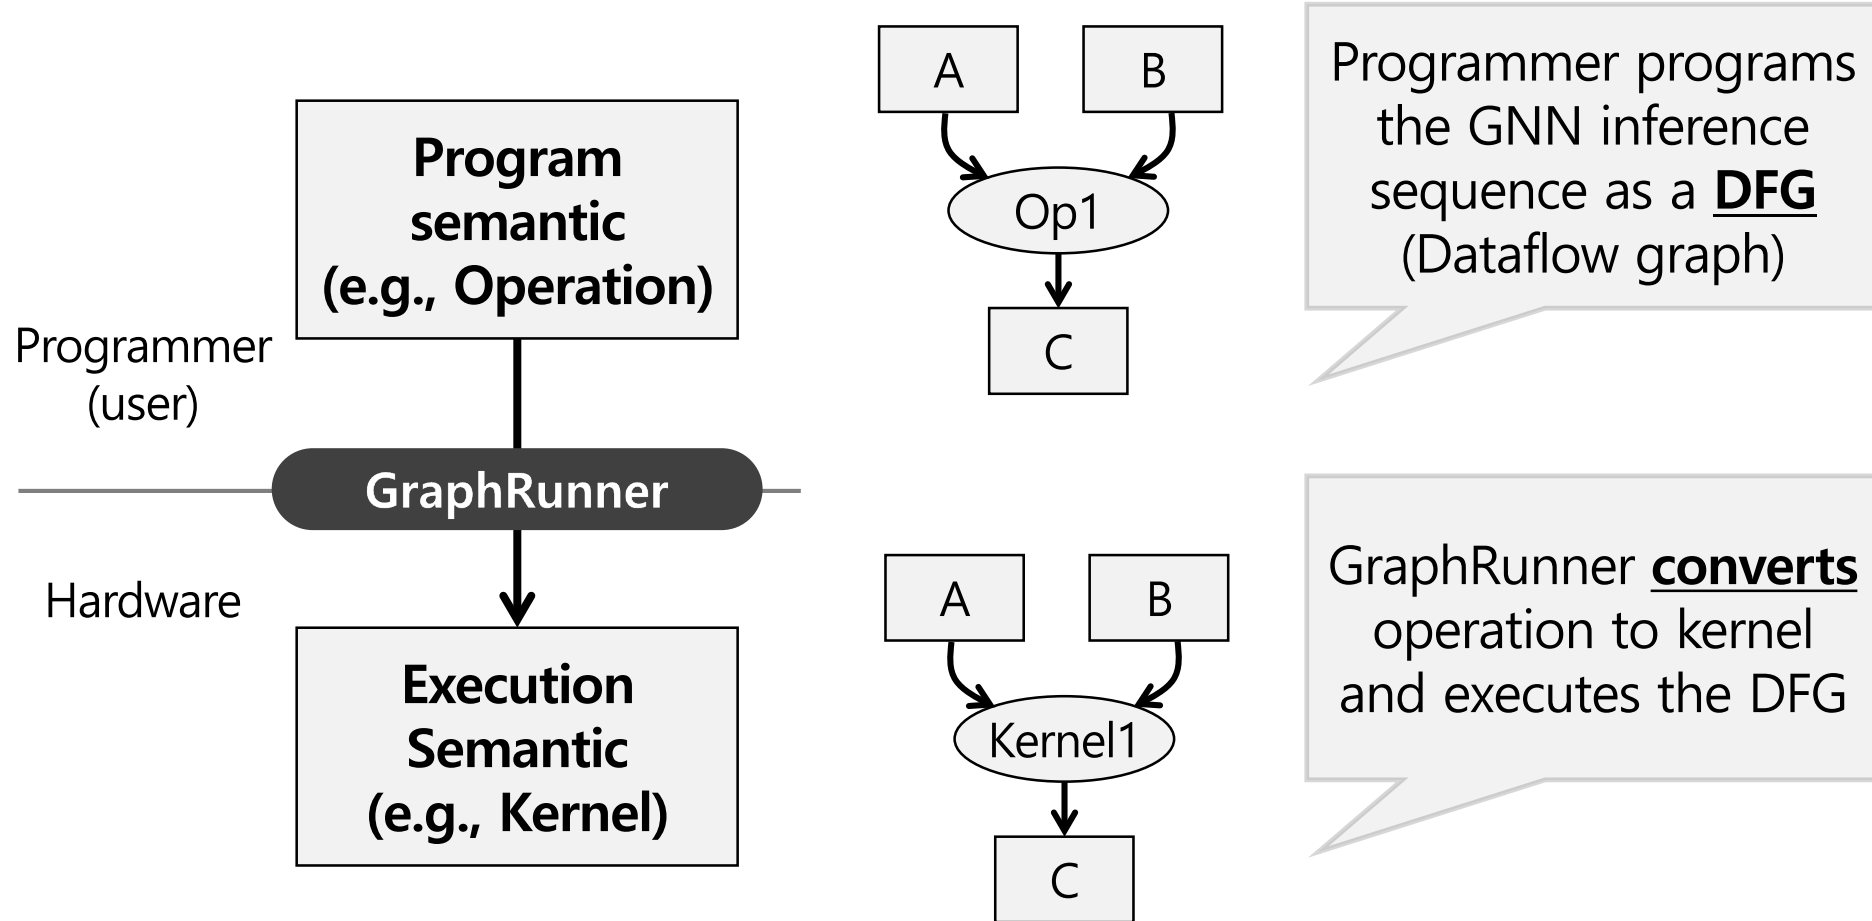 Program
semantic
(e.g., Operation)
Programmer
(user)
GraphRunner
Hardware
Execution
Semantic
(e.g., Kernel)
A
B
Op1
C
A
B
Kernel1
C
Programmer programs
the GNN inference
sequence as a DFG
(Dataflow graph)
GraphRunner converts
operation to kernel
and executes the DFG